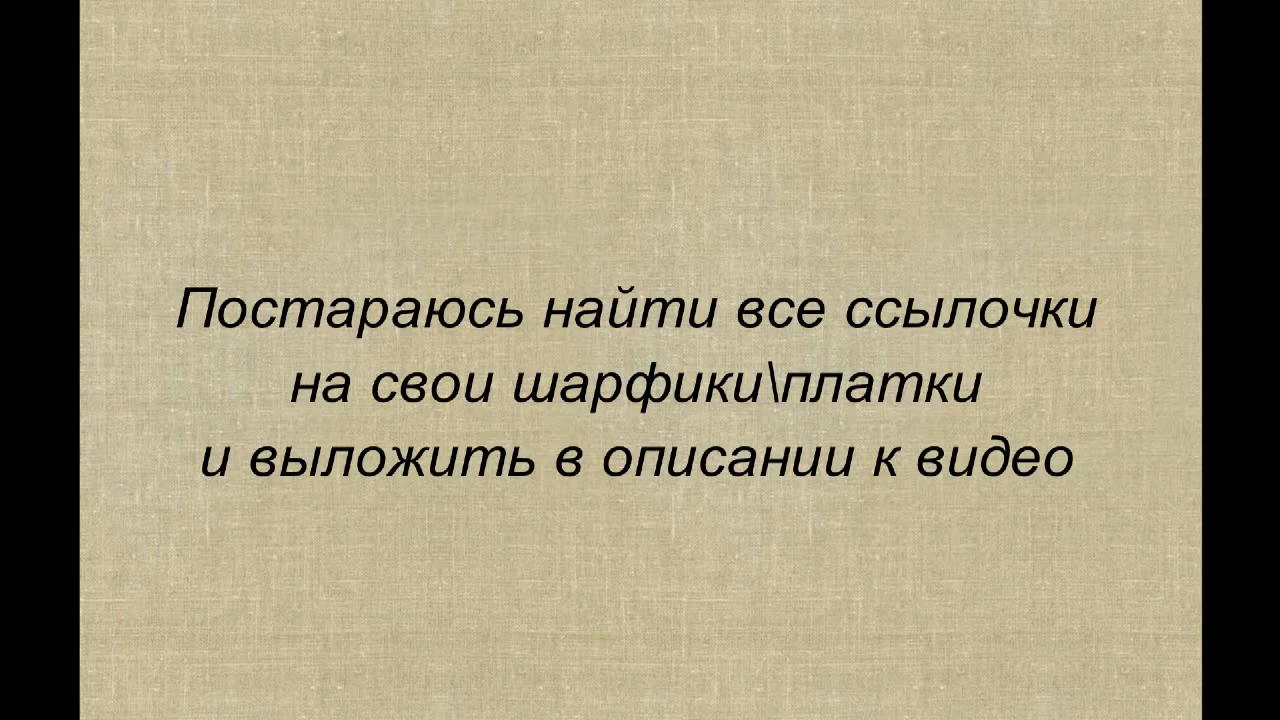 Постараюсь найти все ссылочки
на свои шарфики\платки
и выложить в описании к видео